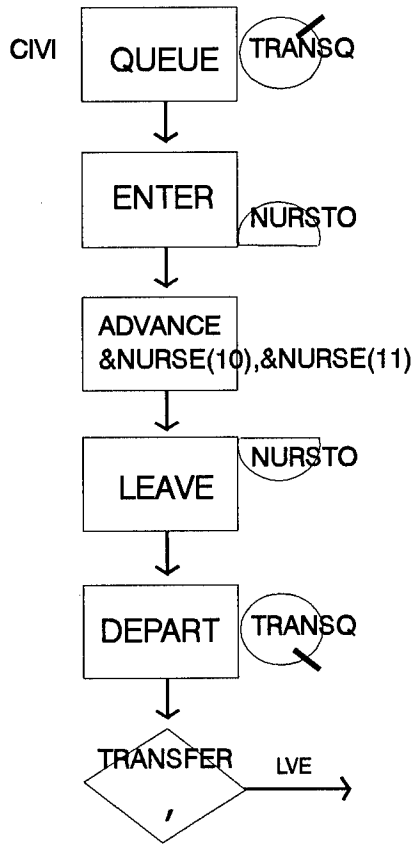 CIVI QUEUE TRANSQ
ENTER
NURSTO
ADVANCE
&NURSE(10),&NURSE(11)
LEAVE
NURSTO
DEPART TRANSQ
TRANSFER
LVE
,